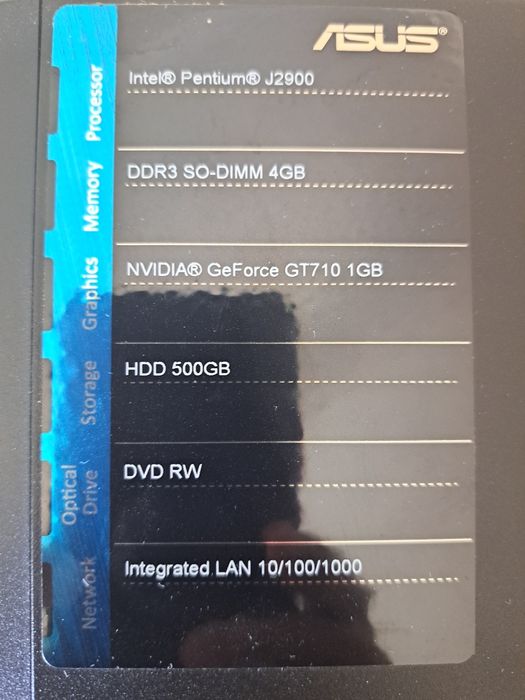 ASUS®
Processor
Intel® Pentium® J2900
Memory
DDR3 SO-DIMM 4GB
Graphics
NVIDIA® GeForce GT710 1GB
Storage
HDD 500GB
Optical
Drive
DVD RW
Network
Integrated LAN 10/100/1000